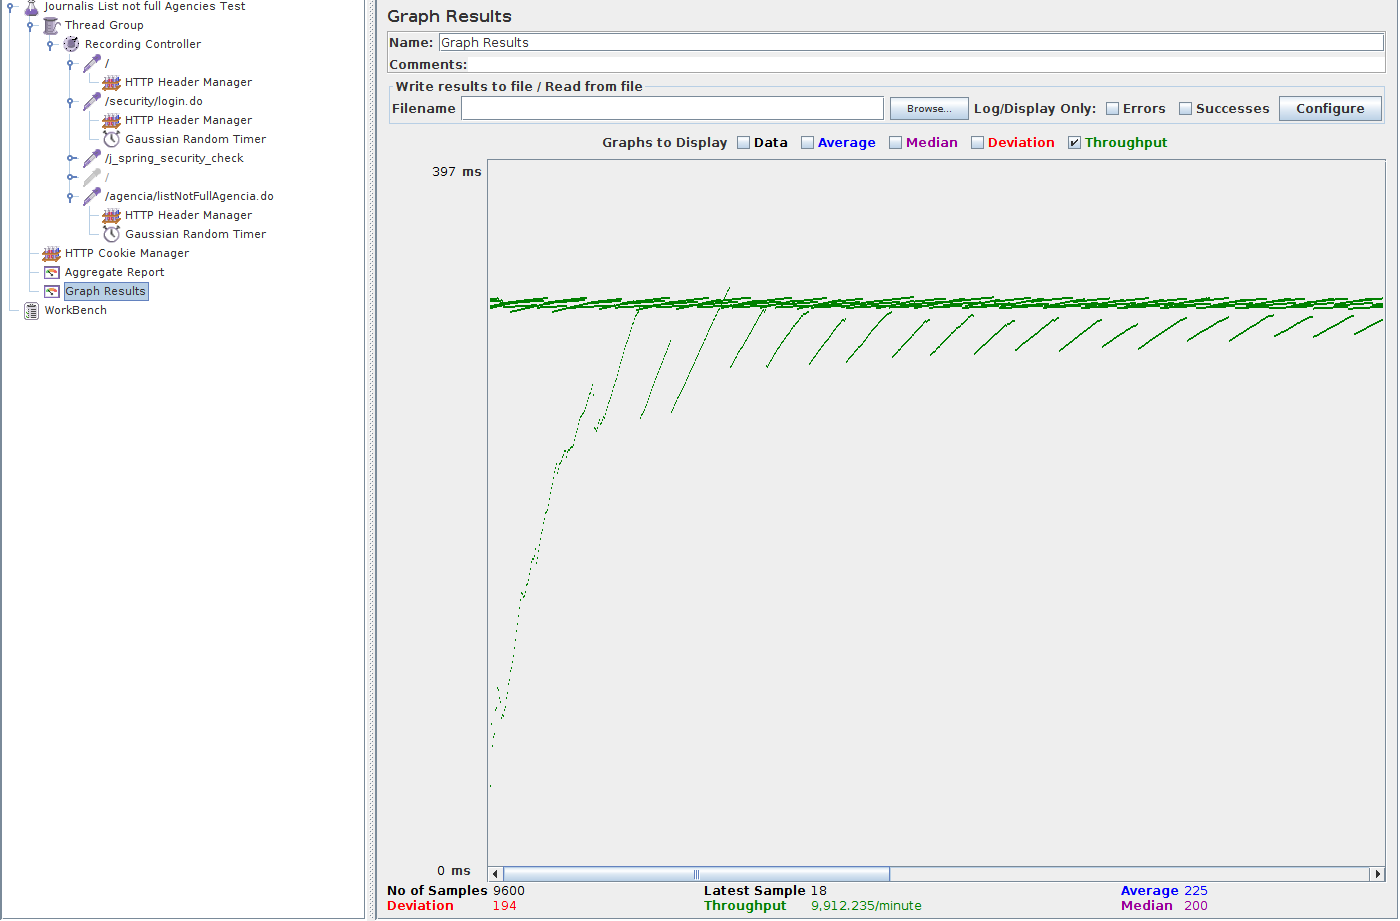 Journalis List not full Agencies Test
Thread Group
Recording Controller
/
HTTP Header Manager
/security/login.do
HTTP Header Manager
Gaussian Random Timer
/j_spring_security_check
/
/agencia/listNotFullAgencia.do
HTTP Header Manager
Gaussian Random Timer
HTTP Cookie Manager
Aggregate Report
Graph Results
WorkBench
Graph Results
Name: Graph Results
Comments:
Write results to file / Read from file
Filename Browse... Log/Display Only: Errors Successes Configure
Graphs to Display Data Average Median Deviation Throughput
397 ms
0 ms
No of Samples 9600 Latest Sample 18 Average 225
Deviation 194 Throughput 9,912.235/minute Median 200